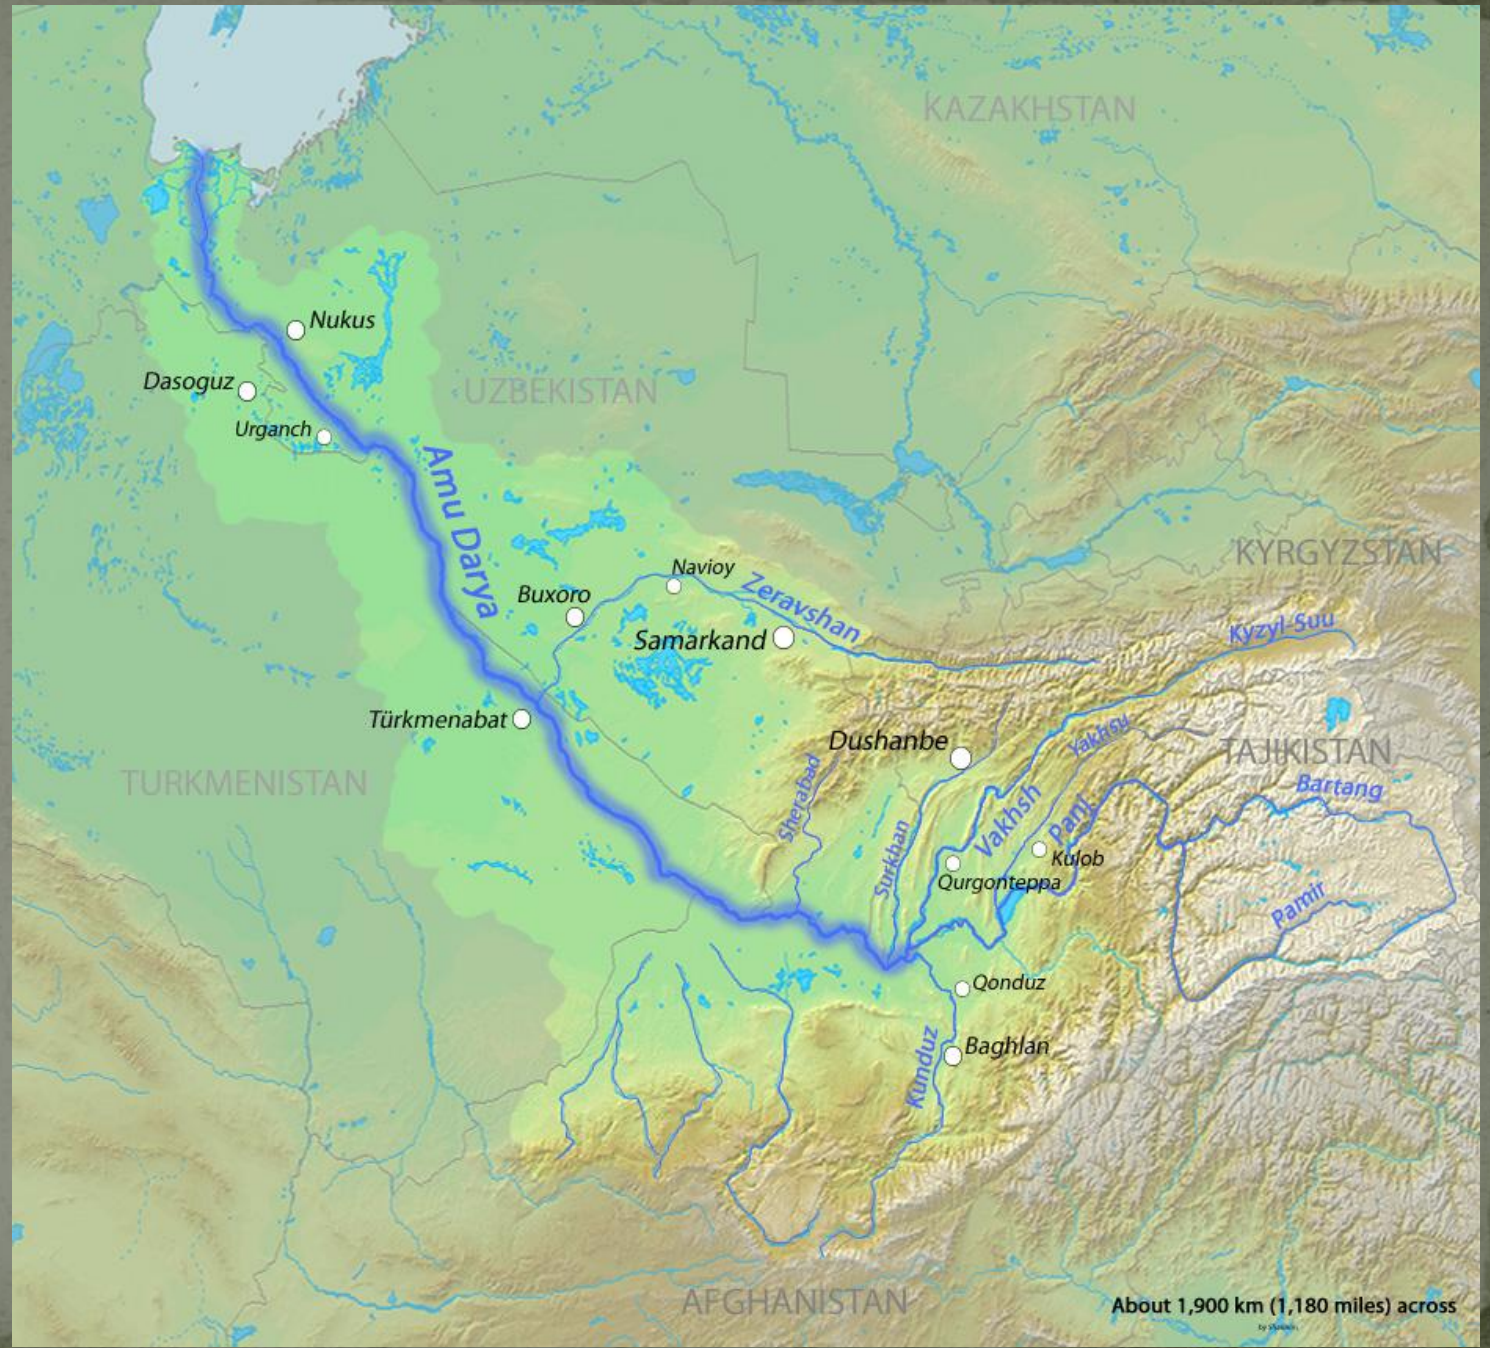 KAZAKHSTAN
Nukus
Dasoguz
UZBEKISTAN
Urganch
Amu Darya
KYRGYZSTAN
Navioy
Zeravshan
Buxoro
Samarkand
Kyzyl-Suu
Türkmenabat
Dushanbe
Yakhsu
TAJIKISTAN
TURKMENISTAN
Bartang
Sherabad
Vakhsh
Panj
Surkhan
Kulob
Qurgonteppa
Pamir
Qonduz
Baghlan
Kunduz
AFGHANISTAN
About 1,900 km (1,180 miles) across